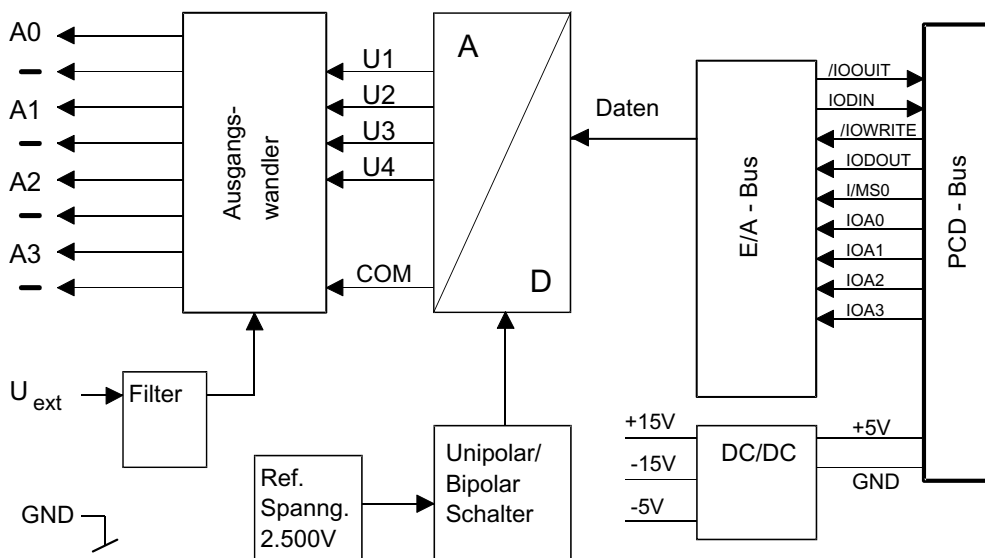 A0
–
A1
–
A2
–
A3
–
Ausgangs-
wandler
U1
U2
U3
U4
COM
A
D
Daten
E/A - Bus
/IOOUIT
IODIN
/IOWRITE
IODOUT
I/MS0
IOA0
IOA1
IOA2
IOA3
PCD - Bus
U ext
Filter
GND
Ref.
Spanng.
2.500V
Unipolar/
Bipolar
Schalter
+15V
-15V
-5V
DC/DC
+5V
GND